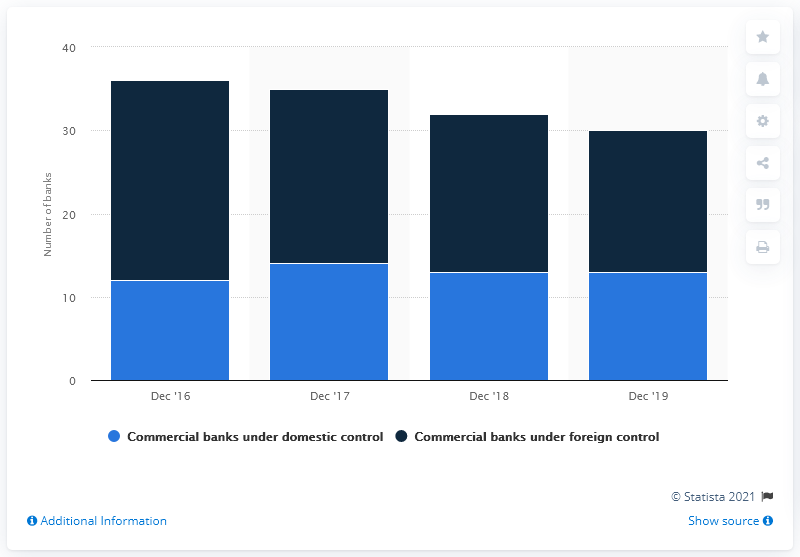 40
30
20
10
0
Number of banks
Dec '16 Dec '17 Dec '18 Dec '19
Commercial banks under domestic control Commercial banks under foreign control
© Statista 2021
Additional Information Show source